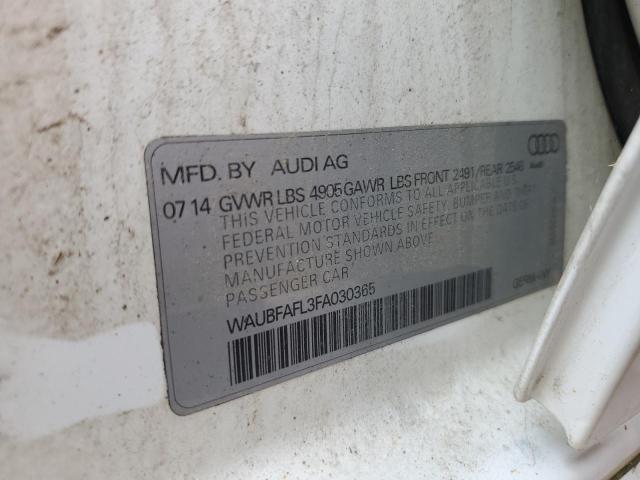 MFD. BY AUDI AG
07 14 GVWR LBS 4905 GAWR LBS FRONT 2491 / REAR 2546
THIS VEHICLE CONFORMS TO ALL APPLICABLE U.S.
FEDERAL MOTOR VEHICLE SAFETY, BUMPER AND THEFT
PREVENTION STANDARDS IN EFFECT ON THE DATE OF
MANUFACTURE SHOWN ABOVE.
PASSENGER CAR
WAUBFAFL3FA030365
Audi